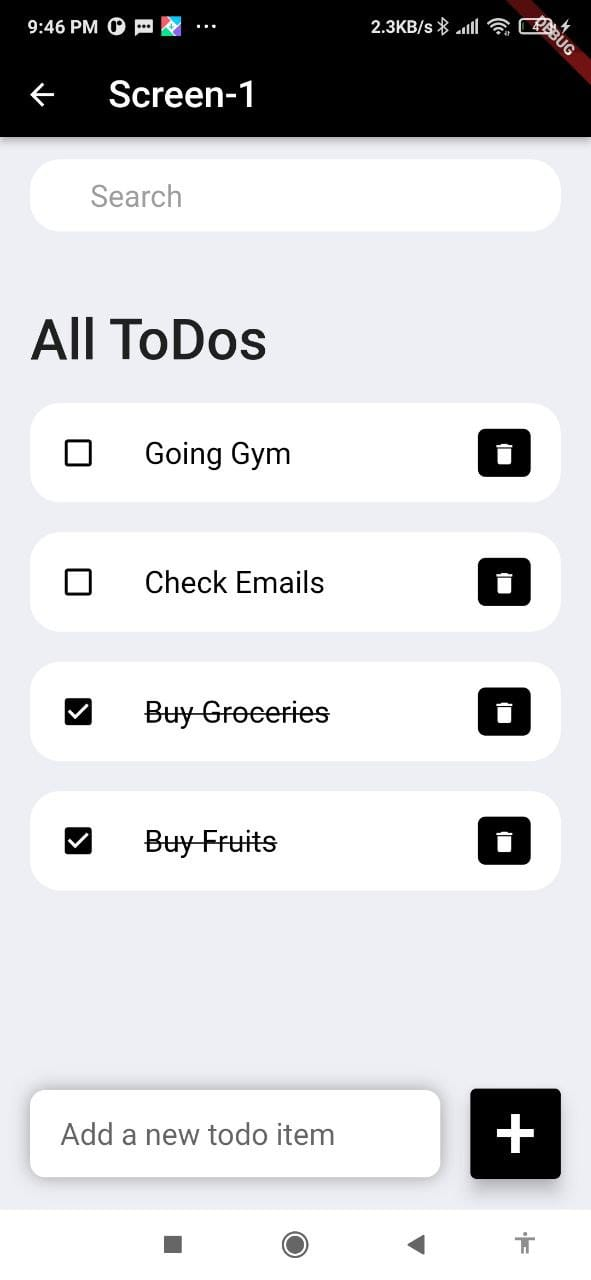 9:46 PM ... 2.3KB/s
DEBUG
Screen-1
Search
All ToDos
Going Gym
Check Emails
Buy Groceries
Buy Fruits
Add a new todo item